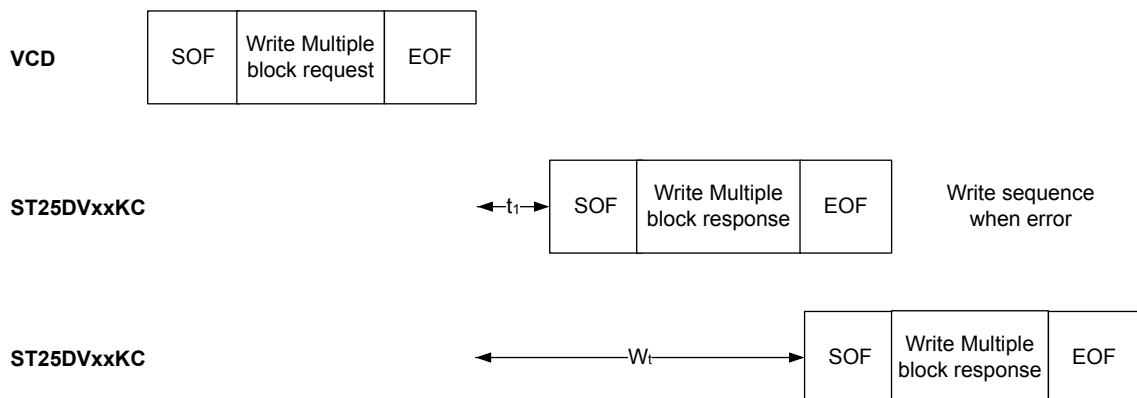 VCD
SOF
Write Multiple
block request
EOF
ST25DVxxKC
t1
SOF
Write Multiple
block response
EOF
Write sequence
when error
ST25DVxxKC
Wt
SOF
Write Multiple
block response
EOF